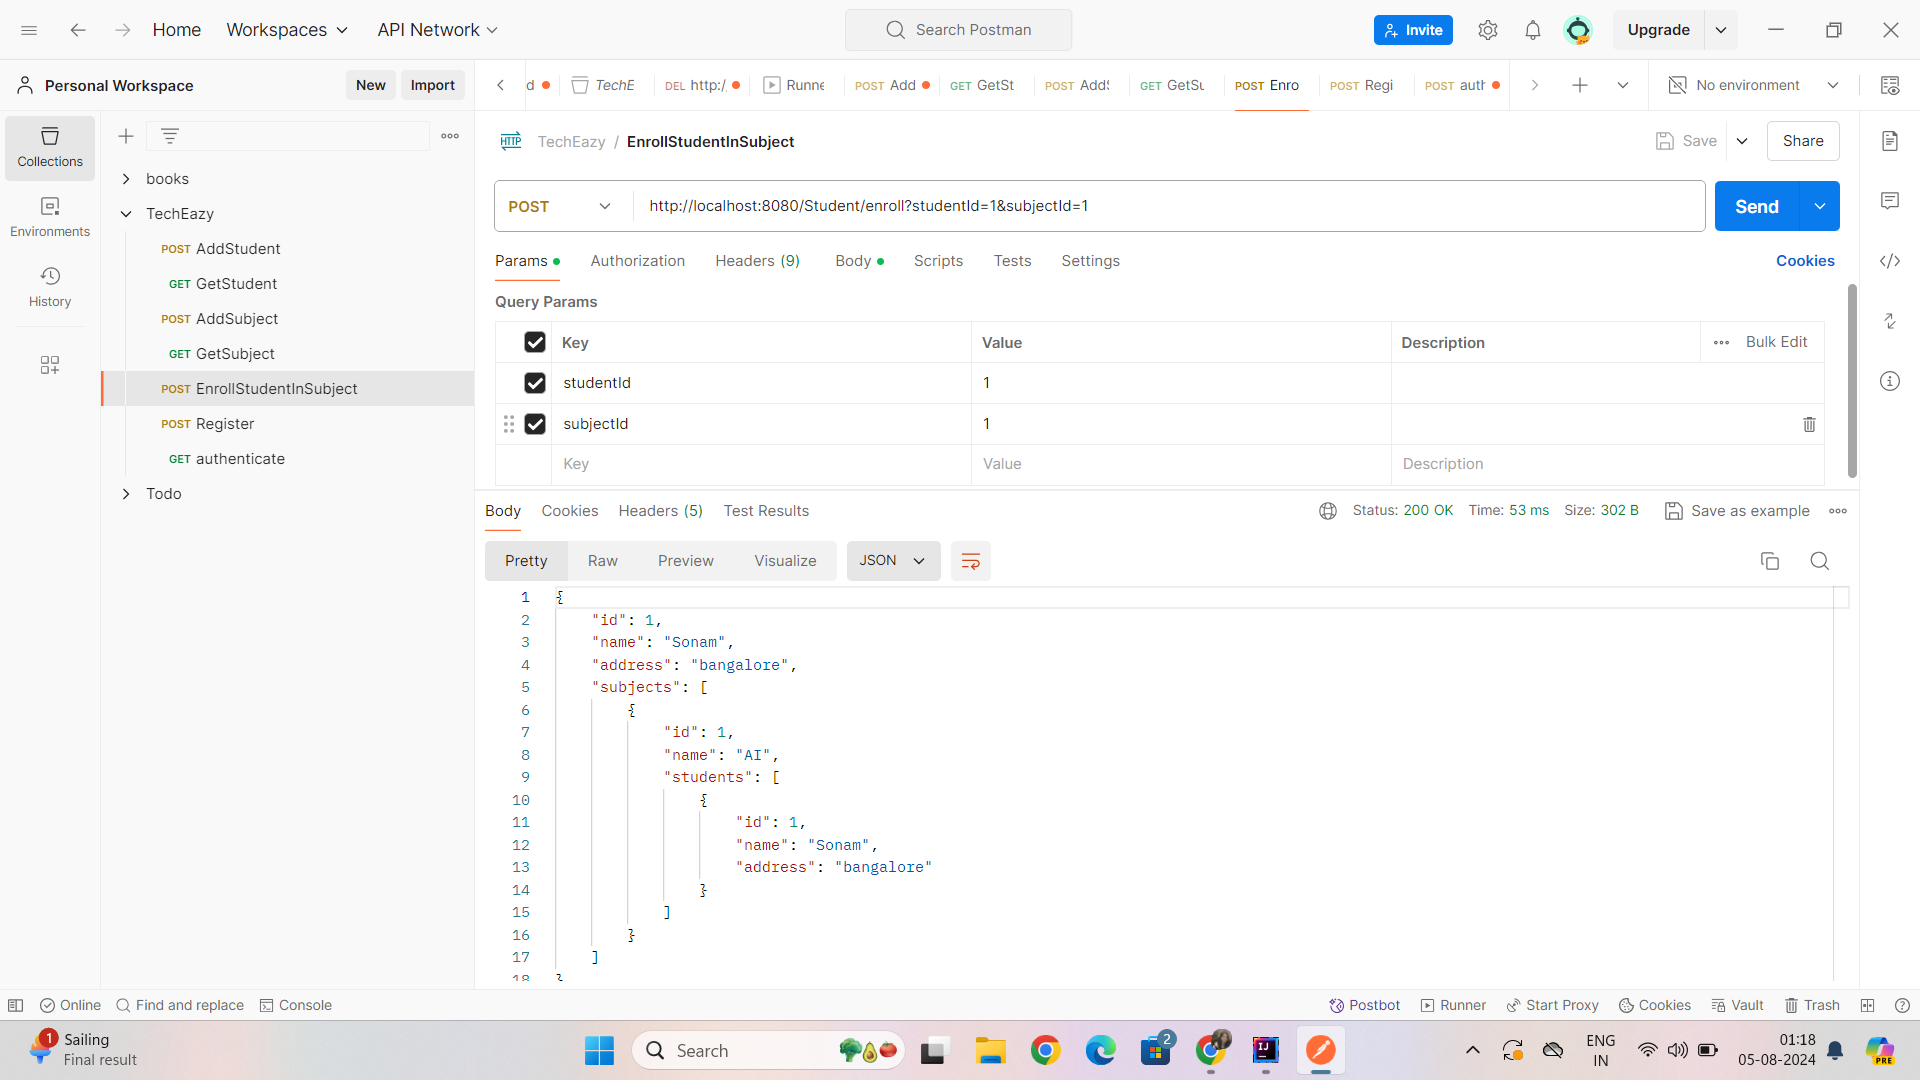 Home
Workspaces
API Network
Search Postman
Invite
Upgrade
Personal Workspace
New
Import
d
TechE
DEL http:/
Runne
POST Add
GET GetSt
POST AddS
GET GetSu
POST Enro
POST Regi
POST auth
No environment
Collections
Environments
History
books
TechEazy
POST AddStudent
GET GetStudent
POST AddSubject
GET GetSubject
POST EnrollStudentInSubject
POST Register
GET authenticate
Todo
HTTP TechEazy / EnrollStudentInSubject
Save
Share
POST
http://localhost:8080/Student/enroll?studentId=1&subjectId=1
Send
Params
Authorization
Headers (9)
Body
Scripts
Tests
Settings
Cookies
Query Params
Key Value Description
Bulk Edit
studentId 1
subjectId 1
Key Value Description
Body
Cookies
Headers (5)
Test Results
Status: 200 OK Time: 53 ms Size: 302 B
Save as example
Pretty
Raw
Preview
Visualize
JSON
1 {
2 "id": 1,
3 "name": "Sonam",
4 "address": "bangalore",
5 "subjects": [
6 {
7 "id": 1,
8 "name": "AI",
9 "students": [
10 {
11 "id": 1,
12 "name": "Sonam",
13 "address": "bangalore"
14 }
15 ]
16 }
17 ]
18 }
Online
Find and replace
Console
Postbot
Runner
Start Proxy
Cookies
Vault
Trash
1
Sailing
Final result
Search
2
IJ
ENG
IN
01:18
05-08-2024
PRE